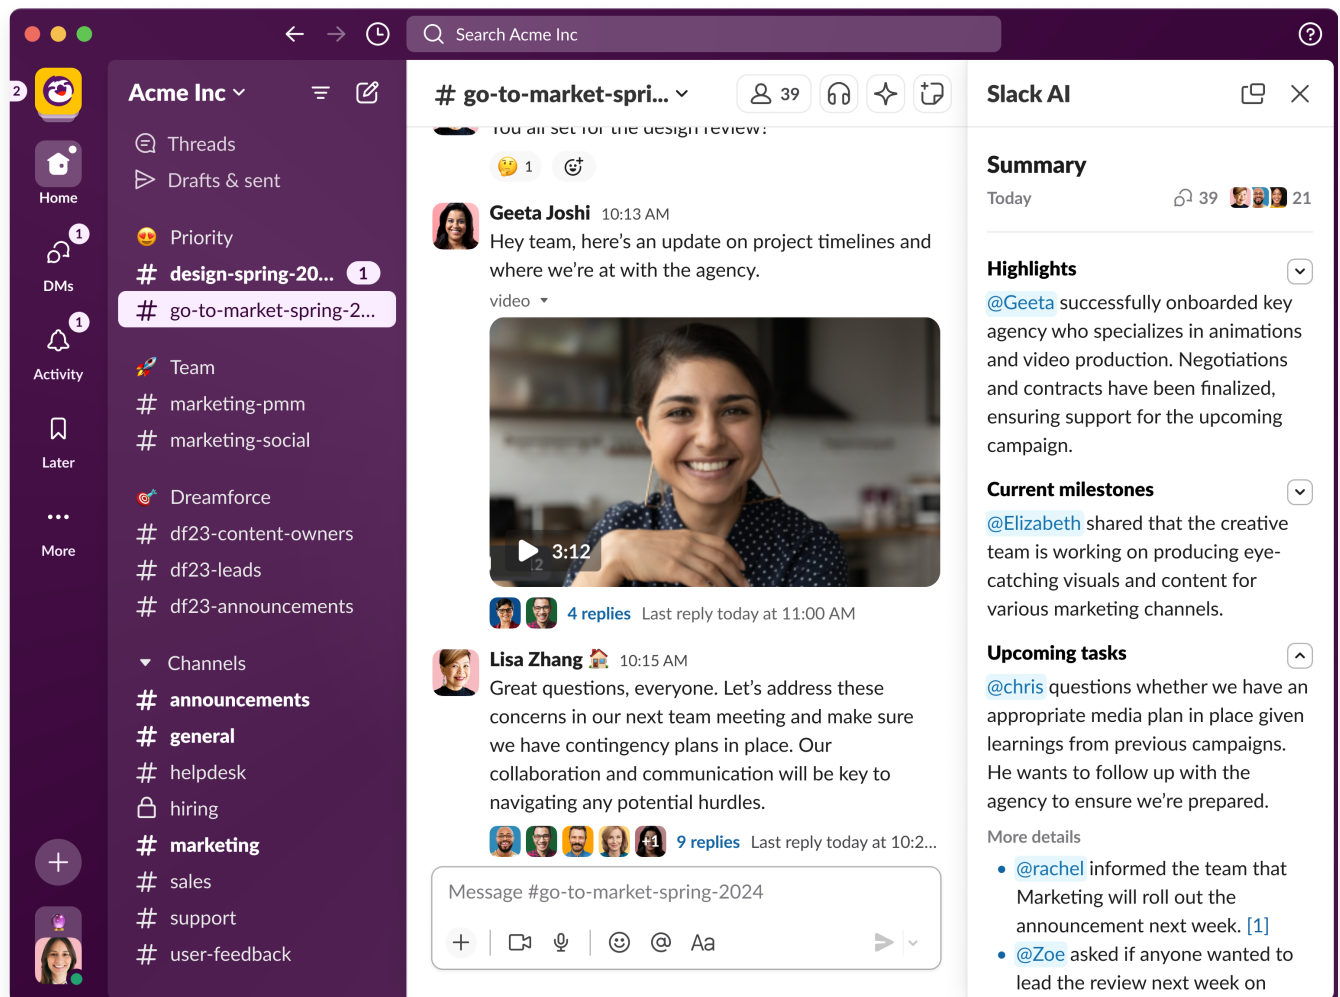 Search Acme Inc
2
Home
1
DMs
1
Activity
Later
More
Acme Inc
Threads
Drafts & sent
Priority
# design-spring-20... 1
# go-to-market-spring-2...
Team
# marketing-pmm
# marketing-social
Dreamforce
# df23-content-owners
# df23-leads
# df23-announcements
Channels
# announcements
# general
# helpdesk
hiring
# marketing
# sales
# support
# user-feedback
# go-to-market-spri...
39
You all set for the design review?
1
Geeta Joshi 10:13 AM
Hey team, here's an update on project timelines and
where we're at with the agency.
video
3:12
4 replies Last reply today at 11:00 AM
Lisa Zhang 10:15 AM
Great questions, everyone. Let's address these
concerns in our next team meeting and make sure
we have contingency plans in place. Our
collaboration and communication will be key to
navigating any potential hurdles.
+1 9 replies Last reply today at 10:2...
Message #go-to-market-spring-2024
Aa
Slack AI
Summary
Today 39 21
Highlights
@Geeta successfully onboarded key
agency who specializes in animations
and video production. Negotiations
and contracts have been finalized,
ensuring support for the upcoming
campaign.
Current milestones
@Elizabeth shared that the creative
team is working on producing eye-
catching visuals and content for
various marketing channels.
Upcoming tasks
@chris questions whether we have an
appropriate media plan in place given
learnings from previous campaigns.
He wants to follow up with the
agency to ensure we're prepared.
More details
• @rachel informed the team that
Marketing will roll out the
announcement next week. [1]
• @Zoe asked if anyone wanted to
lead the review next week on